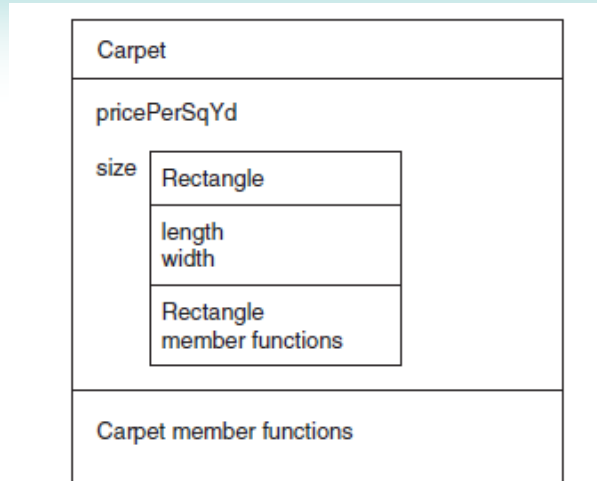 Carpet
pricePerSqYd
size
Rectangle
length
width
Rectangle
member functions
Carpet member functions